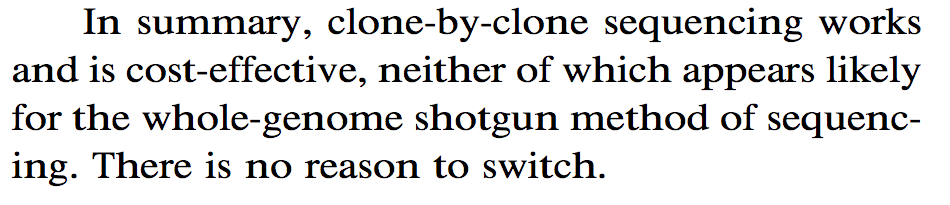 In summary, clone-by-clone sequencing works
and is cost-effective, neither of which appears likely
for the whole-genome shotgun method of sequenc-
ing. There is no reason to switch.